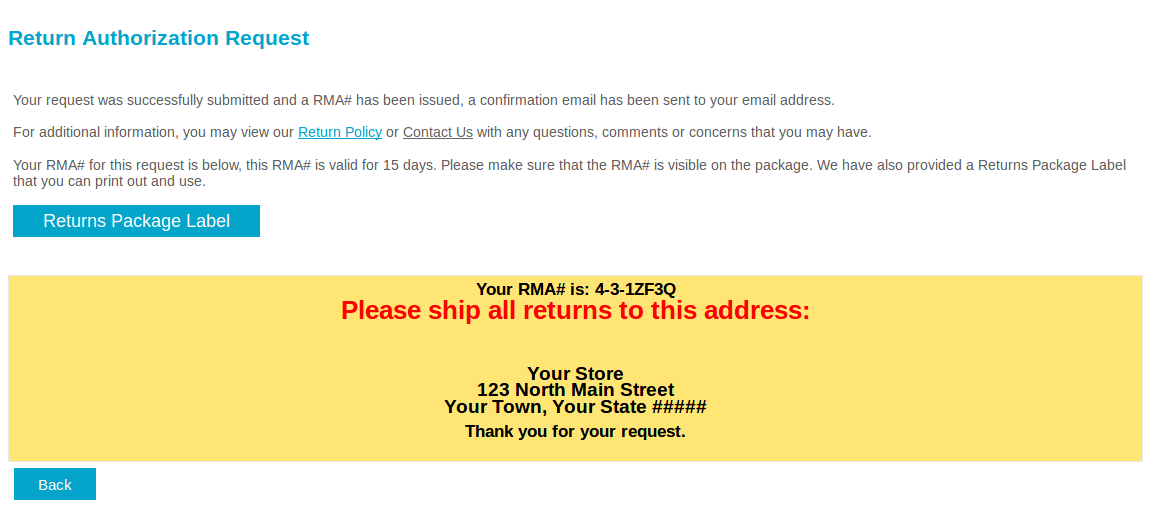 Return Authorization Request
Your request was successfully submitted and a RMA# has been issued, a confirmation email has been sent to your email address.
For additional information, you may view our Return Policy or Contact Us with any questions, comments or concerns that you may have.
Your RMA# for this request is below, this RMA# is valid for 15 days. Please make sure that the RMA# is visible on the package. We have also provided a Returns Package Label
that you can print out and use.
Returns Package Label
Your RMA# is: 4-3-1ZF3Q
Please ship all returns to this address:
Your Store
123 North Main Street
Your Town, Your State #####
Thank you for your request.
Back